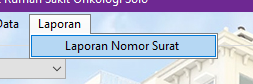 Rumah Sakit Onkologi Solo
Data Laporan
Laporan Nomor Surat